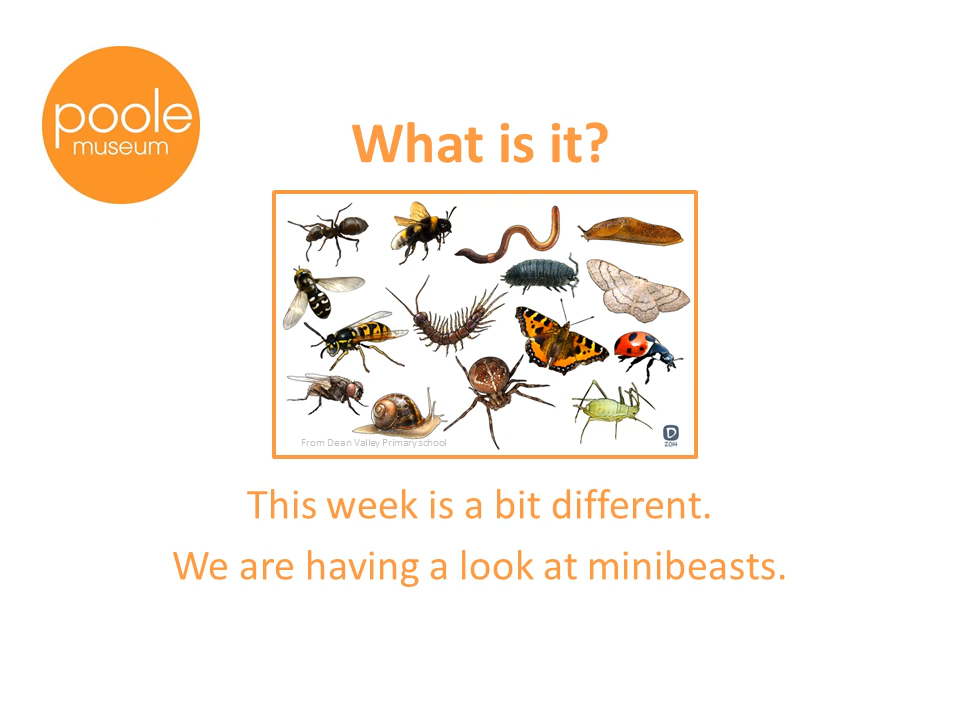 poole
museum
What is it?
From Dean Valley Primary school
D
ZOH
This week is a bit different.
We are having a look at minibeasts.